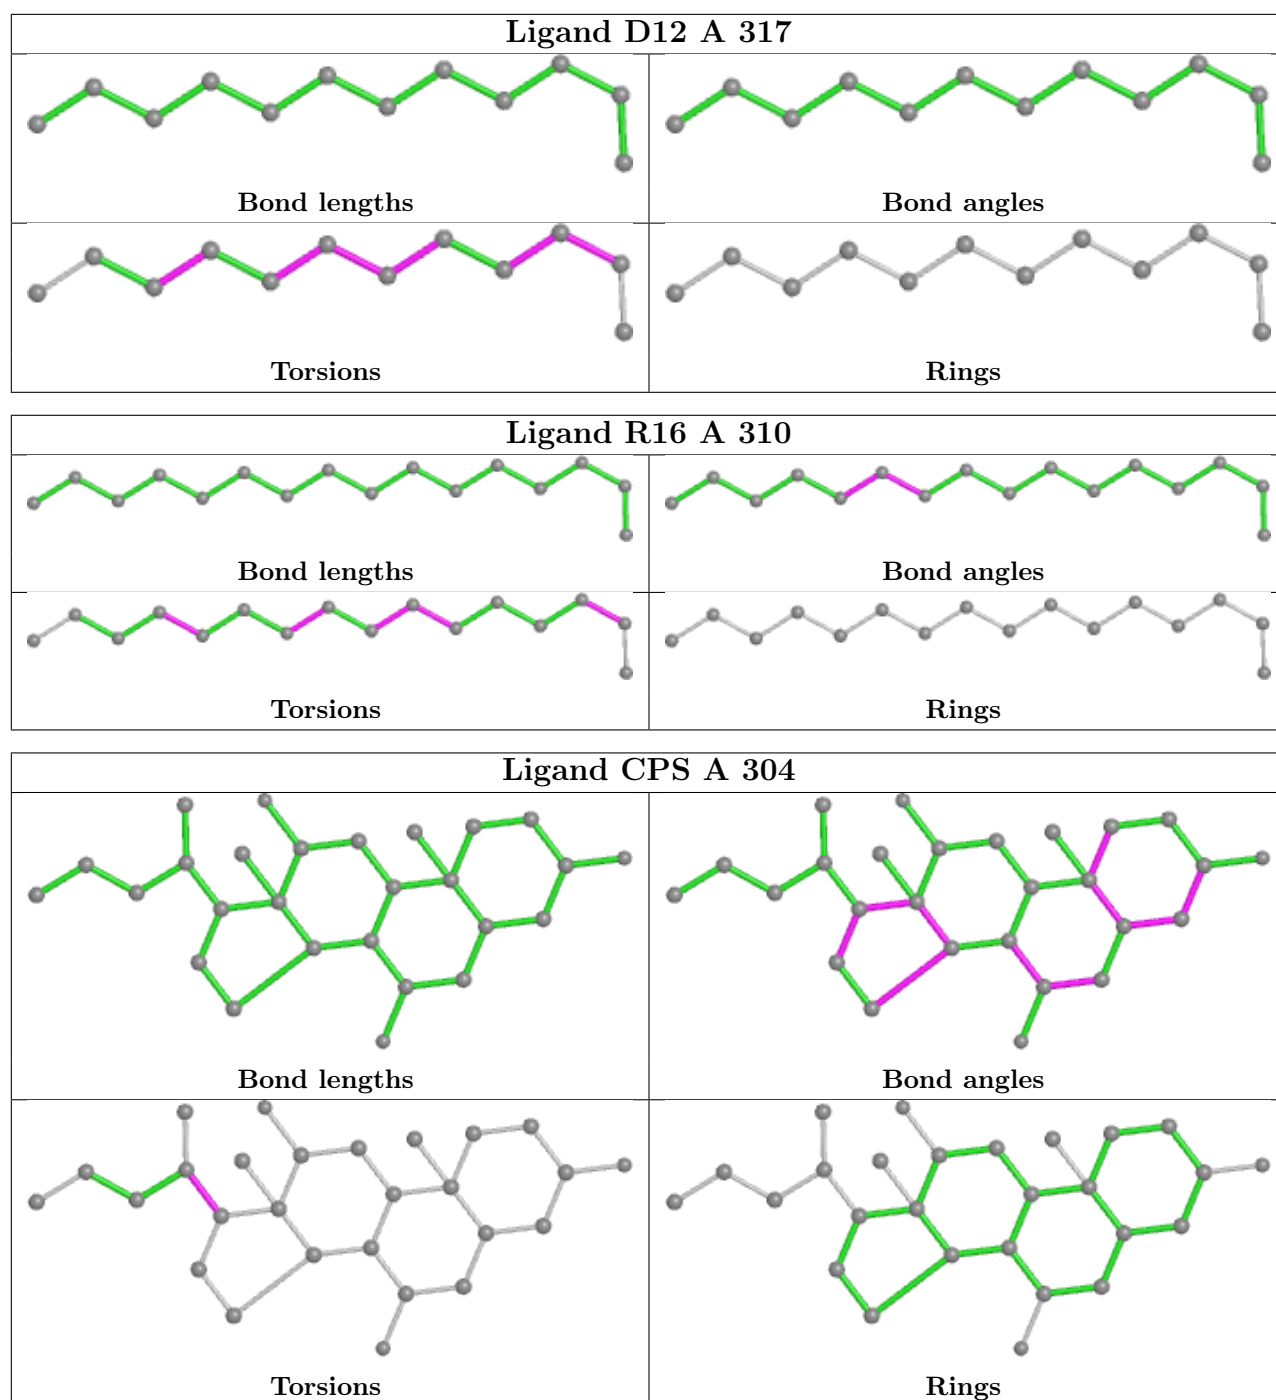 Ligand D12 A 317
Bond lengths
Bond angles
Torsions
Rings
Ligand R16 A 310
Bond lengths
Bond angles
Torsions
Rings
Ligand CPS A 304
Bond lengths
Bond angles
Torsions
Rings